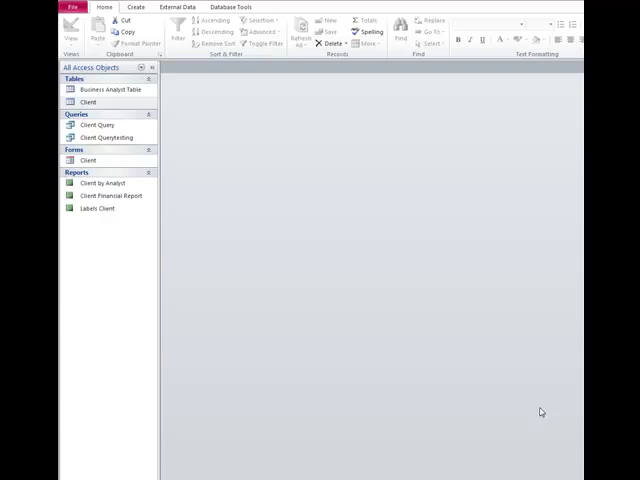 File Home Create External Data Database Tools
View
Views
Paste
Cut
Copy
Format Painter
Clipboard
Filter
Ascending
Descending
Remove Sort
Selection
Advanced
Toggle Filter
Sort & Filter
Refresh
All
New
Save
Delete
Totals
Spelling
More
Records
Find
Replace
Go To
Select
Find
B I U A
Text Formatting
All Access Objects
Tables
Business Analyst Table
Client
Queries
Client Query
Client Querytesting
Forms
Client
Reports
Client by Analyst
Client Financial Report
Labels Client